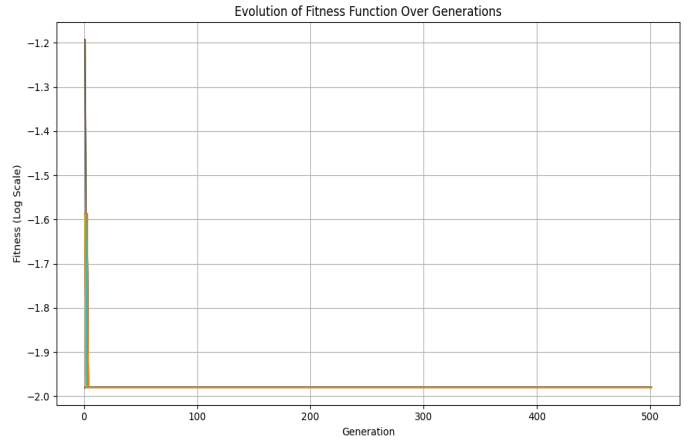 Evolution of Fitness Function Over Generations
−1.2
−1.3
−1.4
−1.5
−1.6
−1.7
−1.8
−1.9
−2.0
Fitness (Log Scale)
0 100 200 300 400 500
Generation